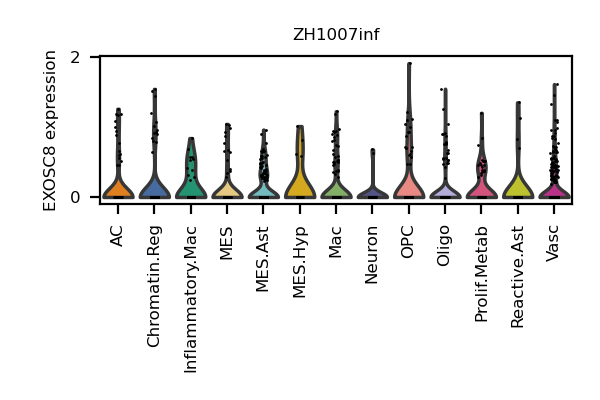 ZH1007inf
EXOSC8 expression
2
0
AC
Chromatin.Reg
Inflammatory.Mac
MES
MES.Ast
MES.Hyp
Mac
Neuron
OPC
Oligo
Prolif.Metab
Reactive.Ast
Vasc